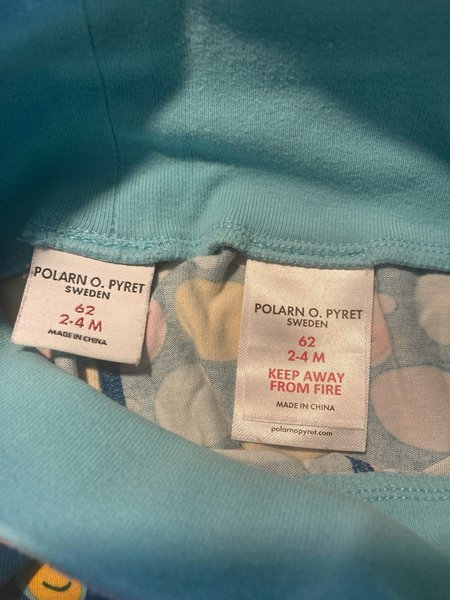 POLARN O. PYRET
SWEDEN
62
2-4 M
MADE IN CHINA
POLARN O. PYRET
SWEDEN
62
2-4 M
KEEP AWAY
FROM FIRE
MADE IN CHINA
polarnopyret.com